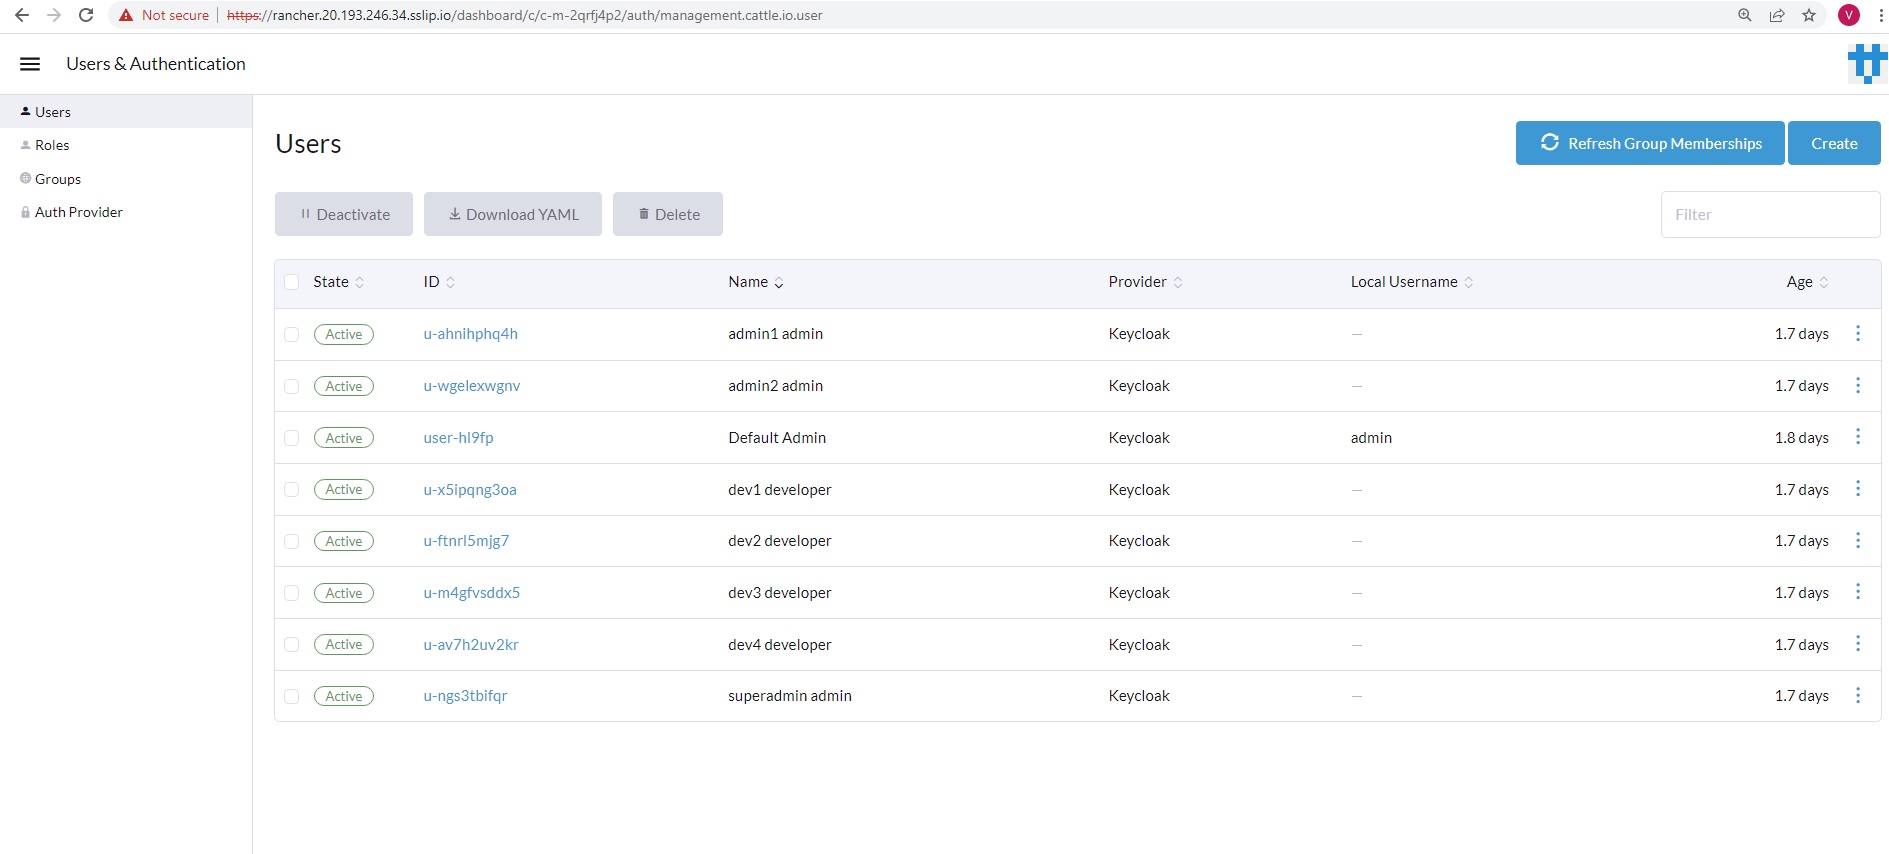 Not secure | https://rancher.20.193.246.34.sslip.io/dashboard/c/c-m-2qrfj4p2/auth/management.cattle.io.user V
Users & Authentication
Users
Roles
Groups
Auth Provider
Users Refresh Group Memberships Create
Deactivate Download YAML Delete Filter
State ID Name Provider Local Username Age
Active u-ahnihphq4h admin1 admin Keycloak — 1.7 days
Active u-wgelexwgnv admin2 admin Keycloak — 1.7 days
Active user-hl9fp Default Admin Keycloak admin 1.8 days
Active u-x5ipqng3oa dev1 developer Keycloak — 1.7 days
Active u-ftnrl5mjg7 dev2 developer Keycloak — 1.7 days
Active u-m4gfvsddx5 dev3 developer Keycloak — 1.7 days
Active u-av7h2uv2kr dev4 developer Keycloak — 1.7 days
Active u-ngs3tbifqr superadmin admin Keycloak — 1.7 days